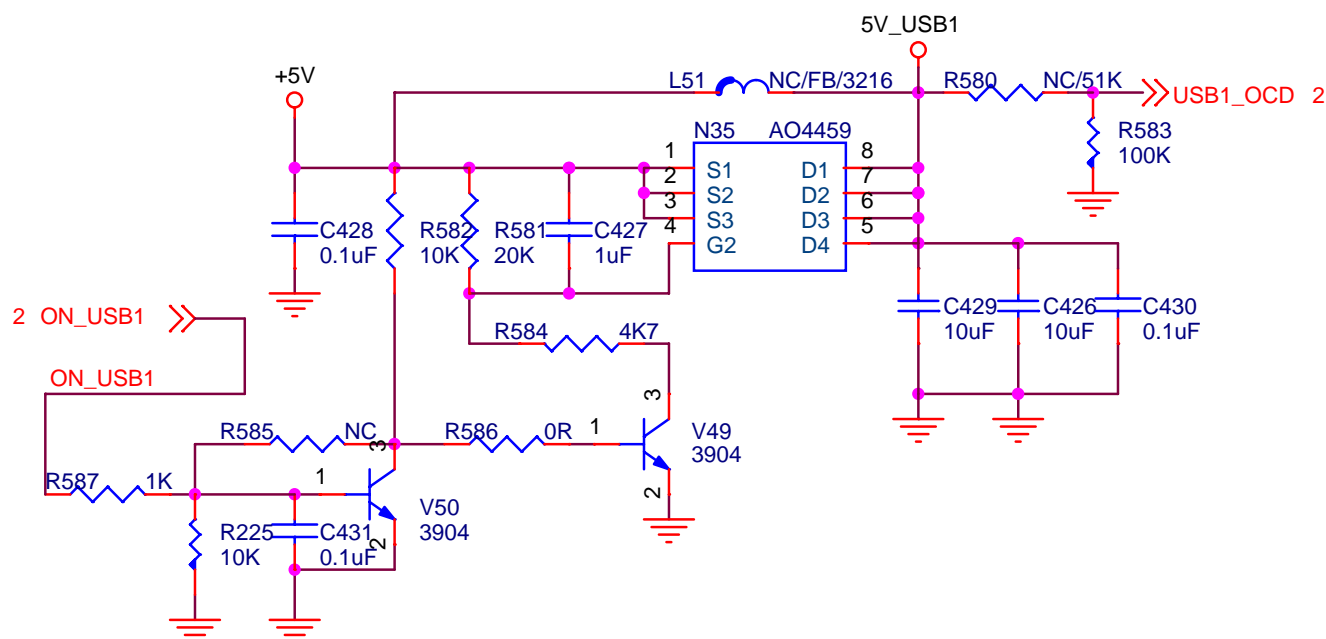 5V_USB1
+5V
L51 NC/FB/3216 R580 NC/51K
USB1_OCD 2
N35 AO4459
R583
100K
1 S1 D1 8
2 S2 D2 7
3 S3 D3 6
4 G2 D4 5
C428
0.1uF
R582
10K
R581
20K
C427
1uF
C429
10uF
C426
10uF
C430
0.1uF
2 ON_USB1
R584 4K7
ON_USB1
R585 NC
3
R586 0R
1
3
V49
3904
2
R587 1K
1
V50
3904
2
R225
10K
C431
0.1uF